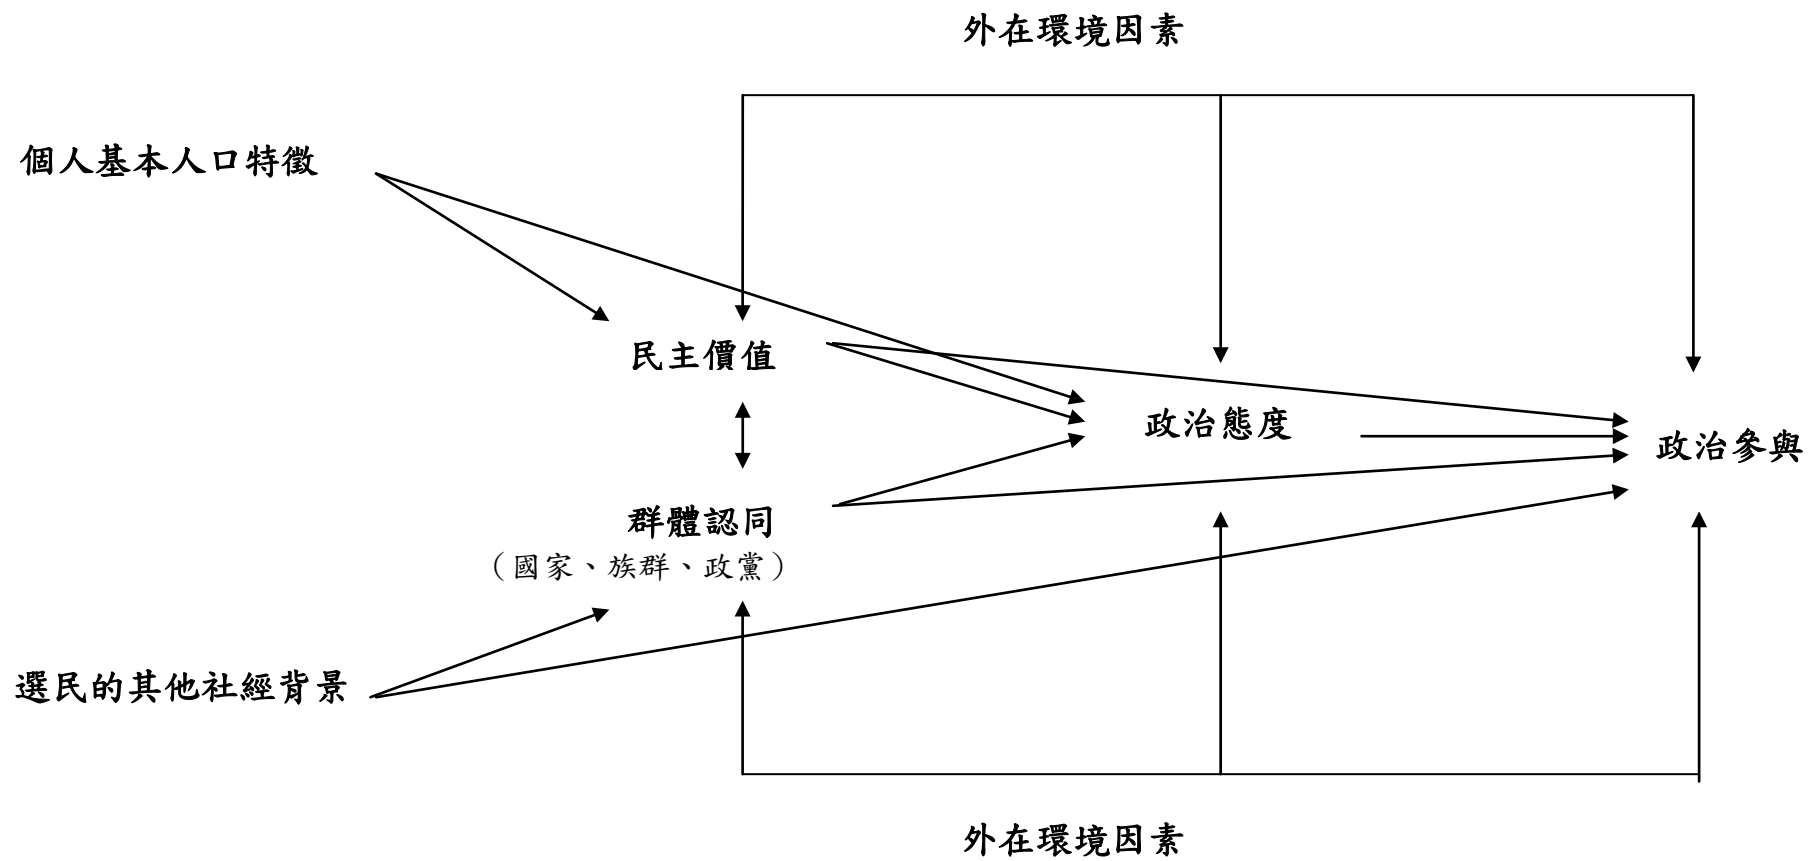 外在環境因素
個人基本人口特徵
民主價值
政治態度
政治參與
群體認同
（國家、族群、政黨）
選民的其他社經背景
外在環境因素